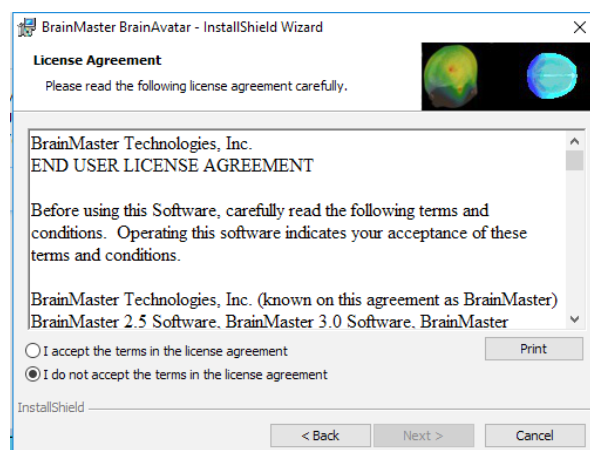 BrainMaster BrainAvatar - InstallShield Wizard
License Agreement
Please read the following license agreement carefully.
BrainMaster Technologies, Inc.
END USER LICENSE AGREEMENT
Before using this Software, carefully read the following terms and
conditions.  Operating this software indicates your acceptance of these
terms and conditions.
BrainMaster Technologies, Inc. (known on this agreement as BrainMaster)
BrainMaster 2.5 Software, BrainMaster 3.0 Software, BrainMaster
I accept the terms in the license agreement
Print
I do not accept the terms in the license agreement
InstallShield
< Back
Next >
Cancel